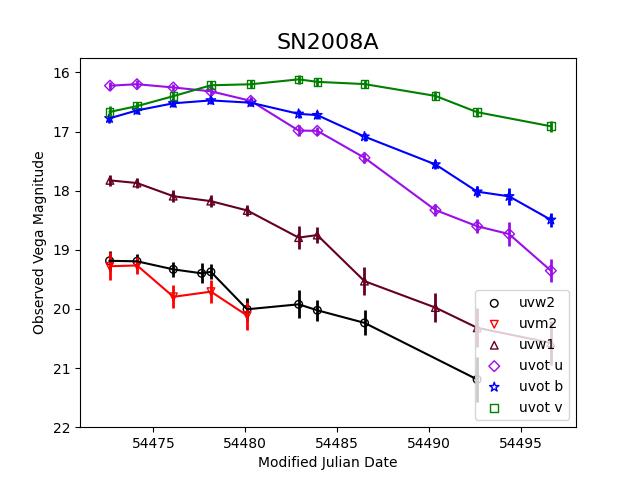 SN2008A
Observed Vega Magnitude
16
17
18
19
20
21
22
54475
54480
54485
54490
54495
Modified Julian Date
uvw2
uvm2
uvw1
uvot u
uvot b
uvot v